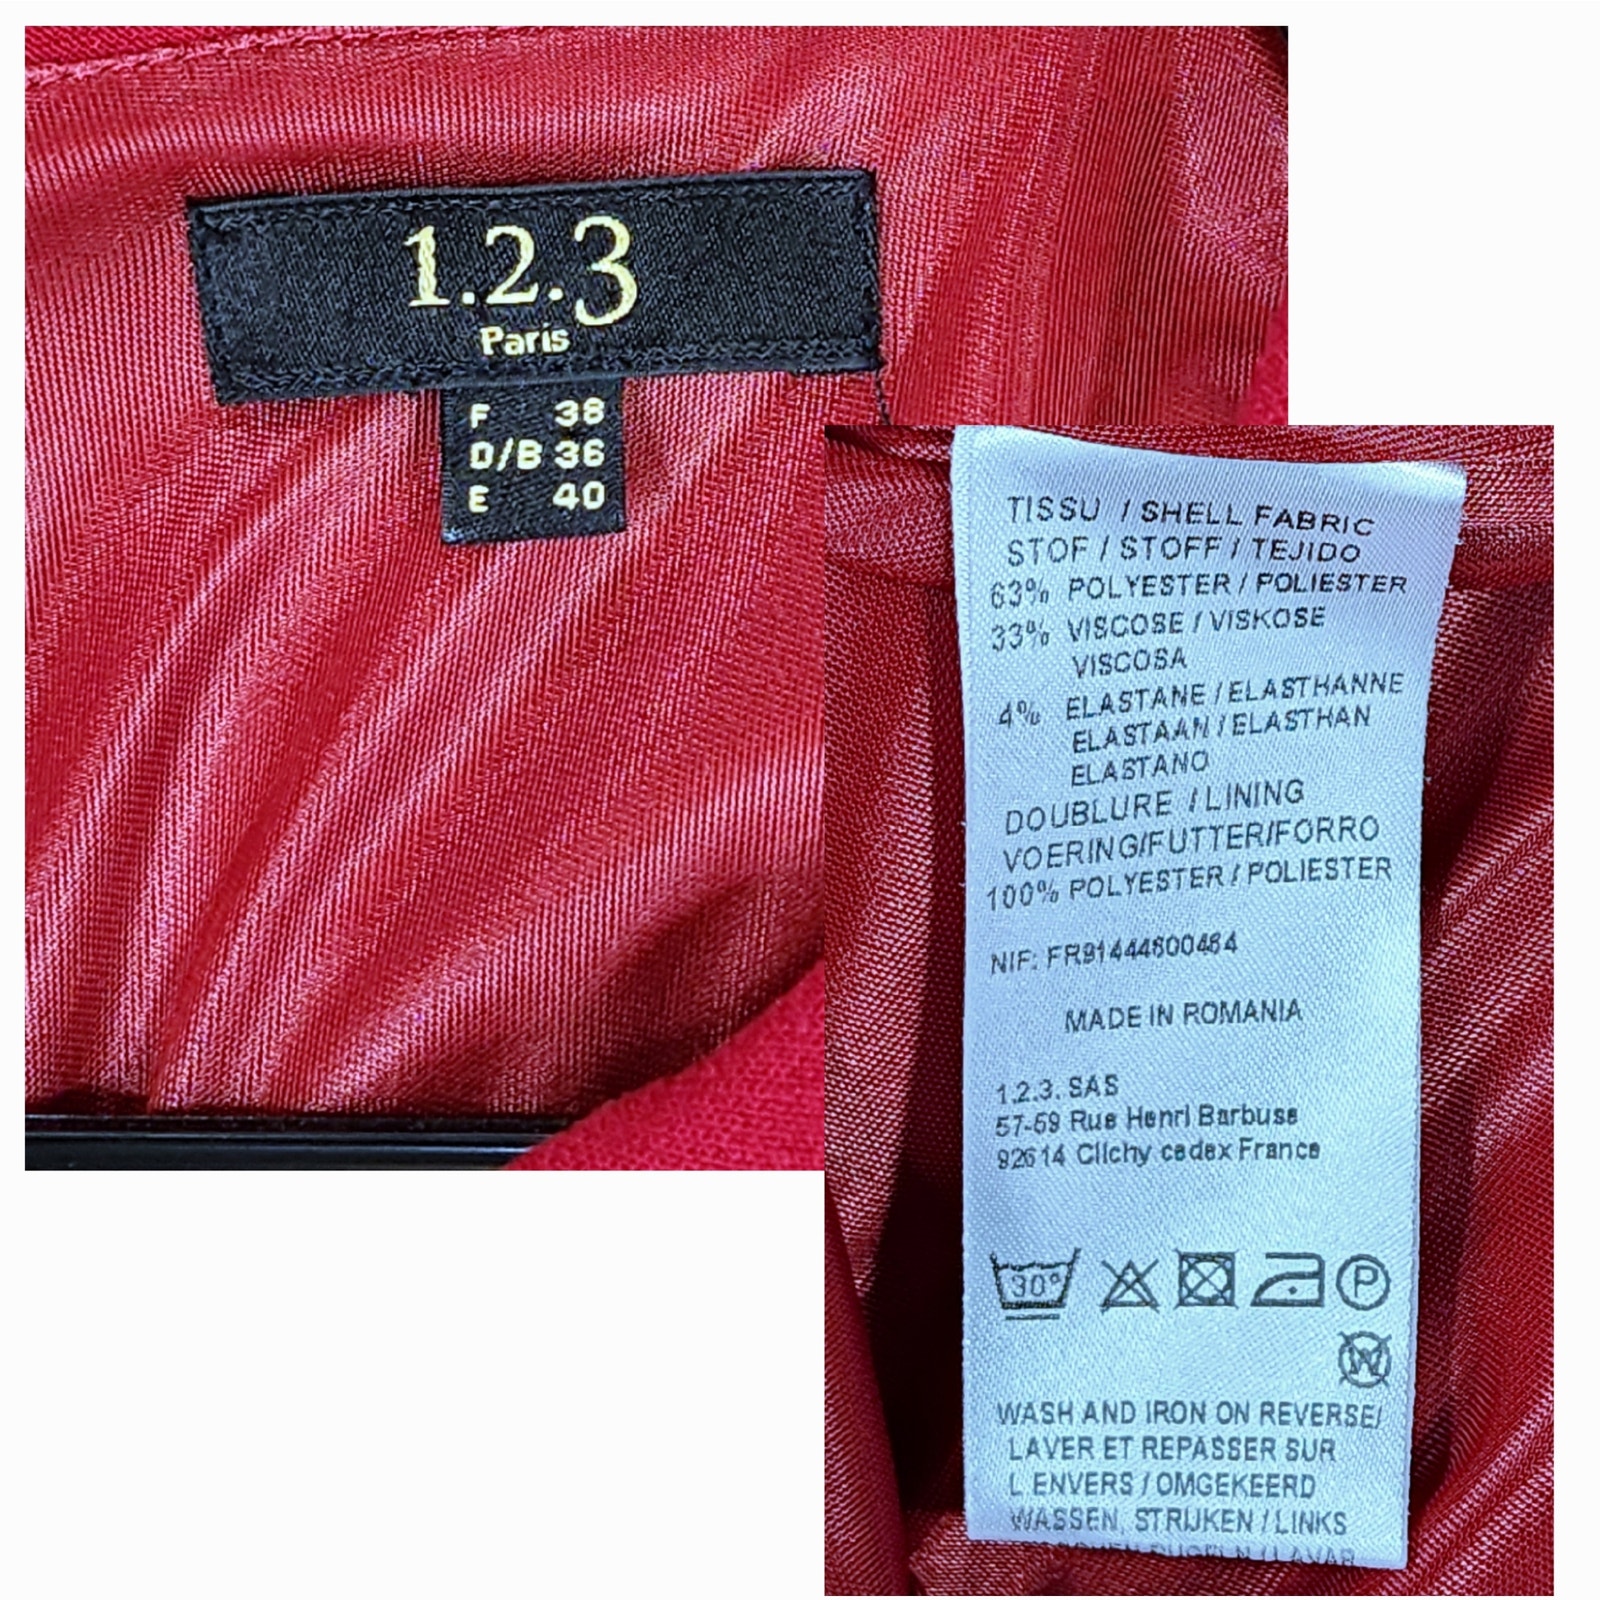 1.2.3
Paris
F 38
D/B 36
E 40
TISSU / SHELL FABRIC
STOF / STOFF / TEJIDO
63% POLYESTER / POLIESTER
33% VISCOSE / VISKOSE
VISCOSA
4% ELASTANE / ELASTHANNE
ELASTAAN / ELASTHAN
ELASTANO
DOUBLURE / LINING
VOERING/FUTTER/FORRO
100% POLYESTER / POLIESTER
NIF: FR91444600464
MADE IN ROMANIA
1.2.3. SAS
57-59 Rue Henri Barbusse
92614 Clichy cedex France
30°
P
W
WASH AND IRON ON REVERSE/
LAVER ET REPASSER SUR
L ENVERS / OMGEKEERD
WASSEN, STRIJKEN / LINKS